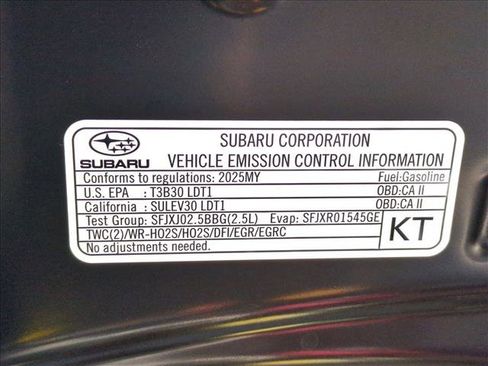 SUBARU
SUBARU CORPORATION
VEHICLE EMISSION CONTROL INFORMATION
Conforms to regulations: 2025MY Fuel:Gasoline
U.S. EPA : T3B30 LDT1 OBD:CA II
California : SULEV30 LDT1 OBD:CA II
Test Group: SFJXJ02.5BBG(2.5L) Evap: SFJXR01545GE
TWC(2)/WR-HO2S/HO2S/DFI/EGR/EGRC
No adjustments needed.
KT